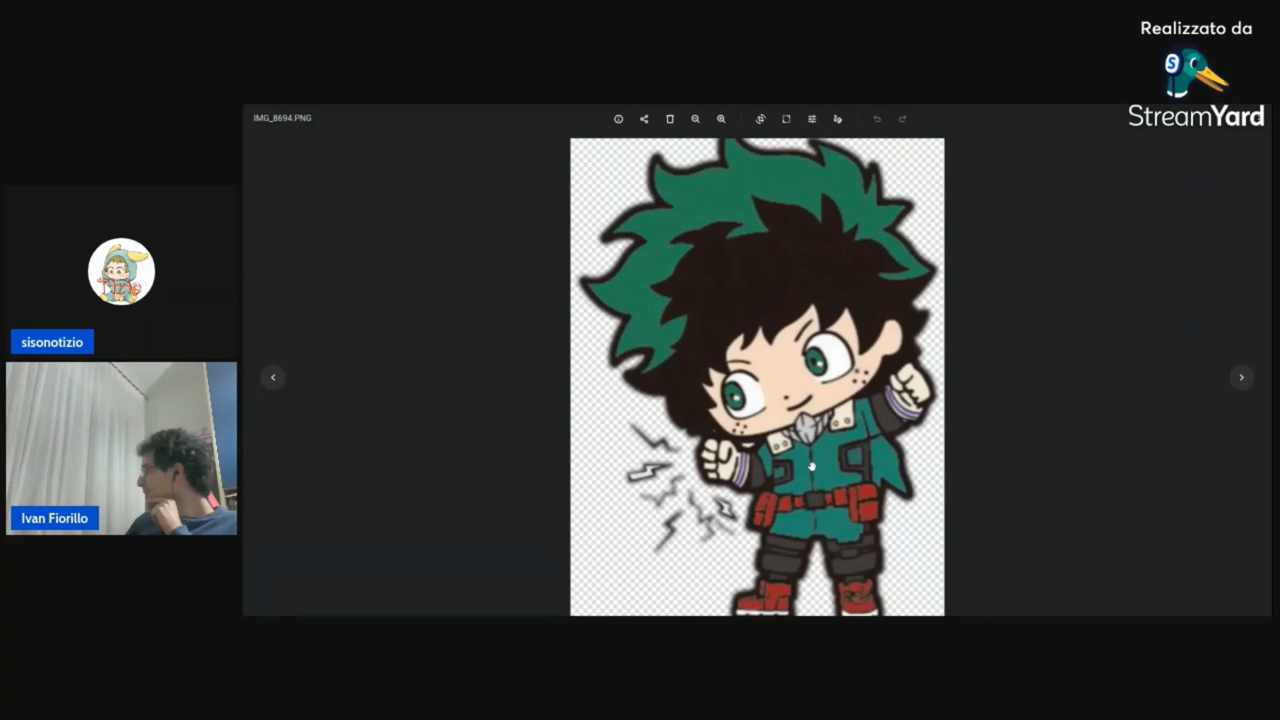 Realizzato da
S
StreamYard
IMG_8694.PNG
sisonotizio
Ivan Fiorillo